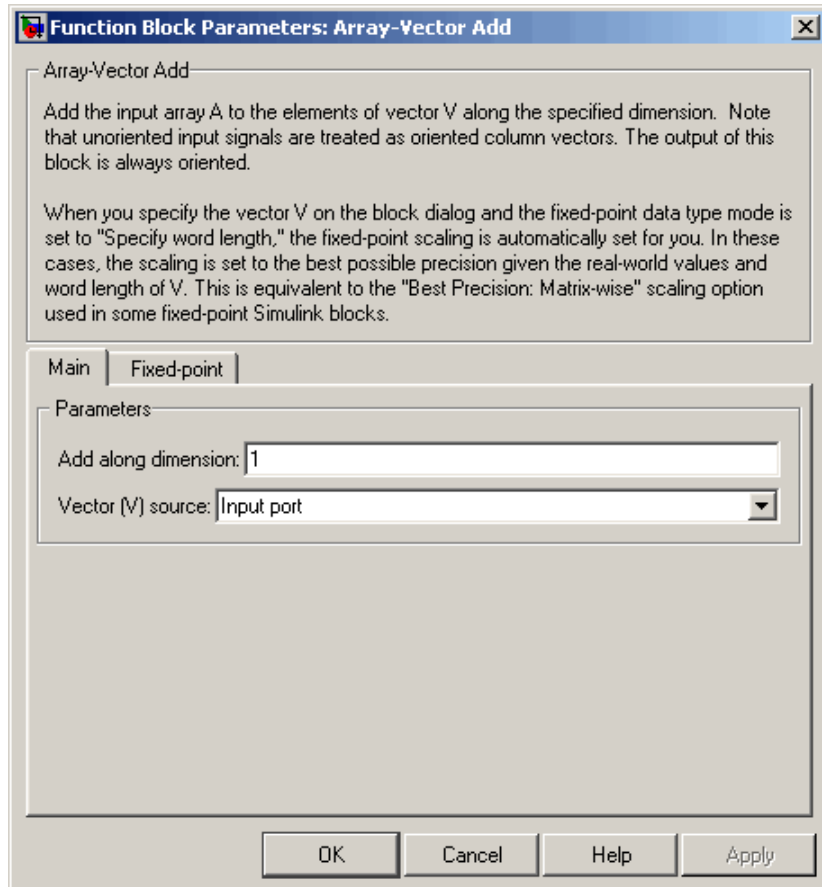 Function Block Parameters: Array-Vector Add
Array-Vector Add
Add the input array A to the elements of vector V along the specified dimension.  Note
that unoriented input signals are treated as oriented column vectors. The output of this
block is always oriented.
When you specify the vector V on the block dialog and the fixed-point data type mode is
set to "Specify word length," the fixed-point scaling is automatically set for you. In these
cases, the scaling is set to the best possible precision given the real-world values and
word length of V. This is equivalent to the "Best Precision: Matrix-wise" scaling option
used in some fixed-point Simulink blocks.
Main Fixed-point
Parameters
Add along dimension: 1
Vector (V) source: Input port
OK Cancel Help Apply